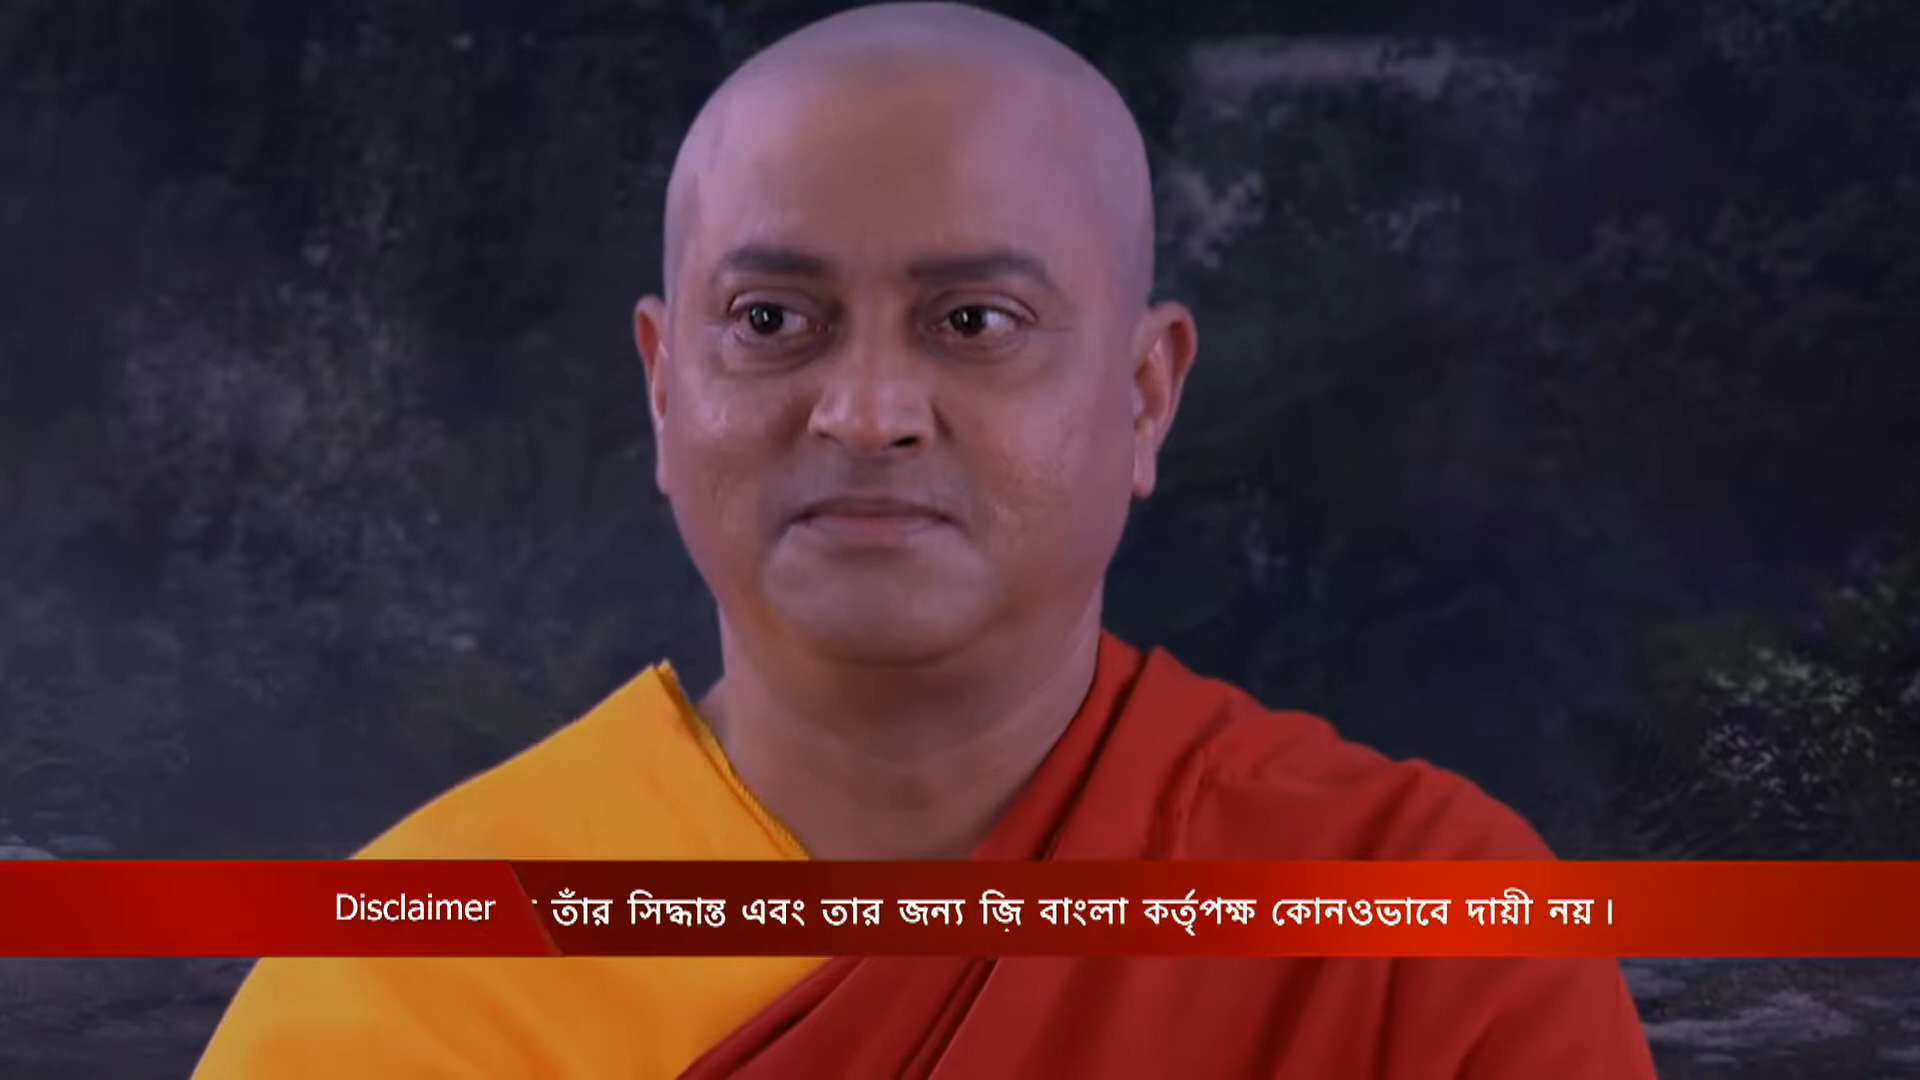 Disclaimer তাঁর সিদ্ধান্ত এবং তার জন্য জ়ি বাংলা কর্তৃপক্ষ কোনওভাবে দায়ী নয়।